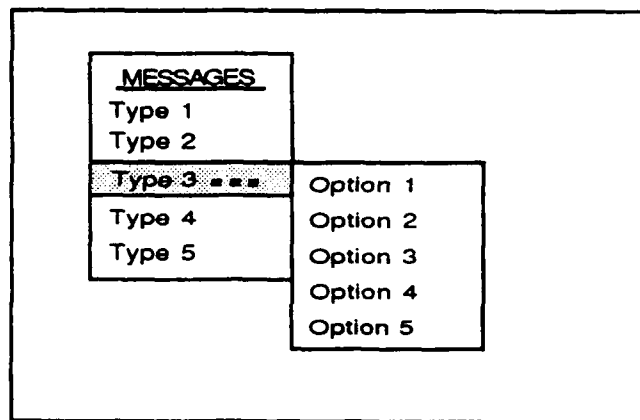 MESSAGES
Type 1
Type 2
Type 3 ...
Type 4
Type 5
Option 1
Option 2
Option 3
Option 4
Option 5